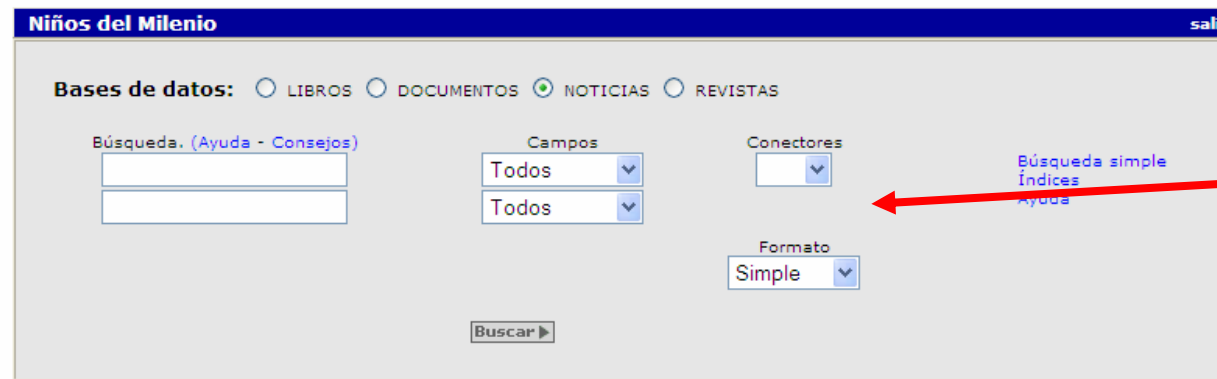 Niños del Milenio
Bases de datos: LIBROS DOCUMENTOS NOTICIAS REVISTAS
Búsqueda. (Ayuda - Consejos) Campos Conectores
Todos
Búsqueda simple
Índices
Todos
Ayuda
Formato
Simple
Buscar